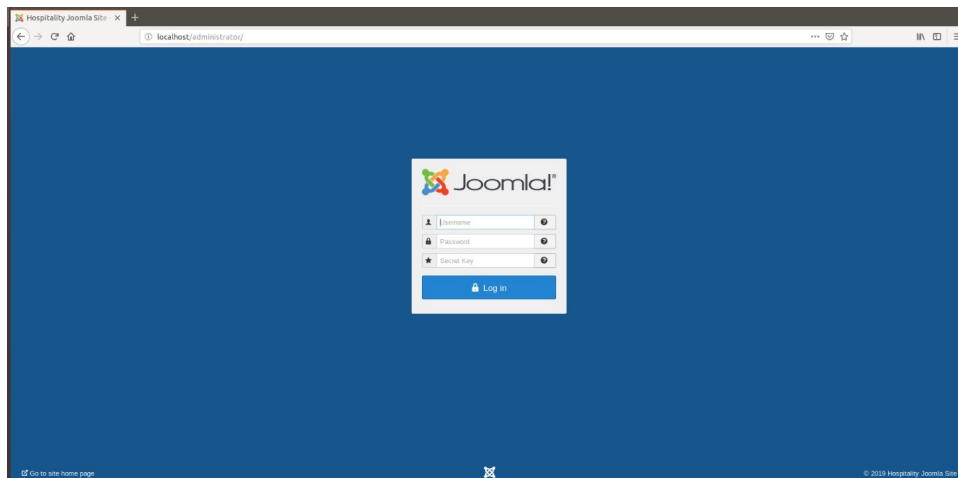 Hospitality Joomla Site -
localhost/administrator/
Joomla!®
Username
Password
Secret Key
Log in
Go to site home page
© 2019 Hospitality Joomla Site